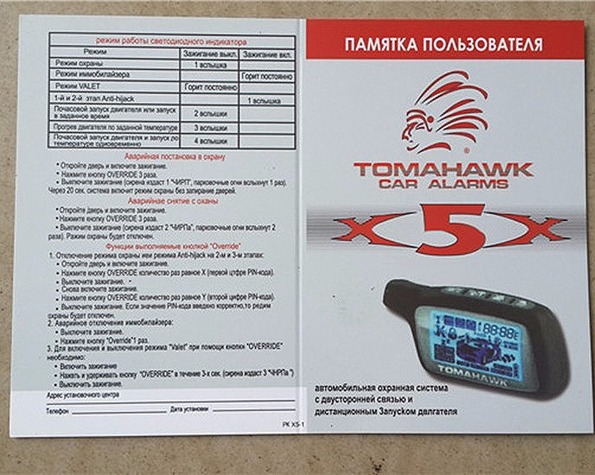 режим работы светодиодного индикатора
Режим Зажигание выкл. Зажигание вкл.
Режим охраны 1 вспышка
Режим иммобилайзера Горит постоянно
Режим VALET Горит постоянно
1-й и 2-й этап Anti-hijack 1 вспышка
Почасовой запуск двигателя или запуск
в заданное время 2 вспышки
Прогрев двигателя по заданной температуре 3 вспышки
Почасовой запуск двигателя и запуск по
температуре одновременно 4 вспышки
Аварийная постановка в охрану
• Откройте дверь и включите зажигание.
• Нажмите кнопку OVERRIDE 3 раза.
• Выключите зажигание (сирена издаст 1 "ЧИРП", парковочные огни вспыхнут 1 раз).
Через 20 сек. система включит режим охраны без запирания дверей.
Аварийнае снятие с оханы
• Откройте дверь и включите зажигание.
• Нажмите кнопку OVERRIDE 3 раза.
• Выключите зажигание (сирена издаст 2 "ЧИРПа", парковочные огни вспыхнут 2
раза). Режим охраны будет отключен.
Функции выполняемые кнопкой "Override"
1. Отключение режима охраны или режима Anti-hijack на 2-м и 3-м этапах:
• Откройте дверь и включите зажигание.
• Нажмите кнопку OVERRIDE количество раз равное X (первой цтфре PIN-кода).
• Выключите зажигание.
• Снова включите зажигание.
• Нажмите кнопку OVERRIDE количество раз равное Y (второй цифре PIN-кода).
• Выключите зажигание. Если значение PIN-кода введено корректно,то редим
охраны будет отключен.
2. Аварийное отключение иммобилайзера:
• Выключите зажигание.
• Нажмите кнопку "Override"1 раз.
3. Для включения и выключения режима "Valet" при помощи кнопки "OVERRIDE"
необходимо:
• Включить зажигание
• Нажать и удерживать кнопку "OVERRIDE" в течение 3-х сек. (сирена издаст 3 "ЧНРПа ")
• Выключить зажигание.
Адрес установочного центра
Телефон Дата установки
РК Х5-1
ПАМЯТКА ПОЛЬЗОВАТЕЛЯ
®
TOMAHAWK
CAR ALARMS
X5X
188:88E
TOMAHAWK
автомобильная охранная система
с двусторонней связью и
дистанционным Запуском двлгателя